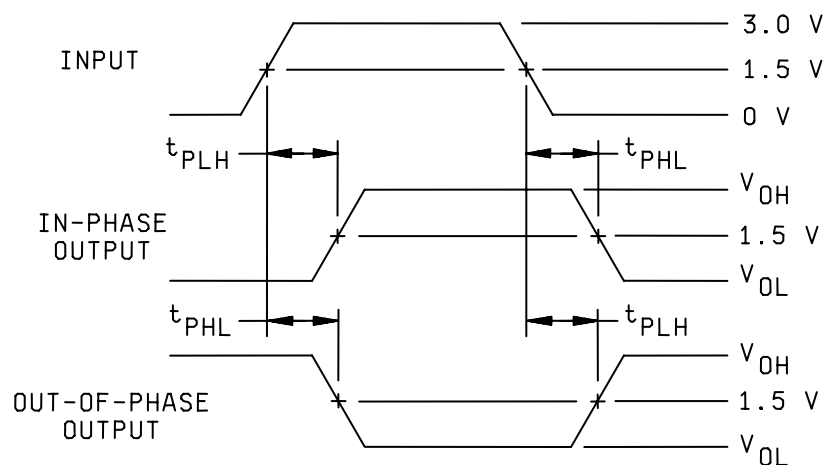 3.0 V
INPUT
1.5 V
0 V
tPLH
tPHL
VOH
IN-PHASE
OUTPUT
1.5 V
VOL
tPHL
tPLH
VOH
OUT-OF-PHASE
OUTPUT
1.5 V
VOL